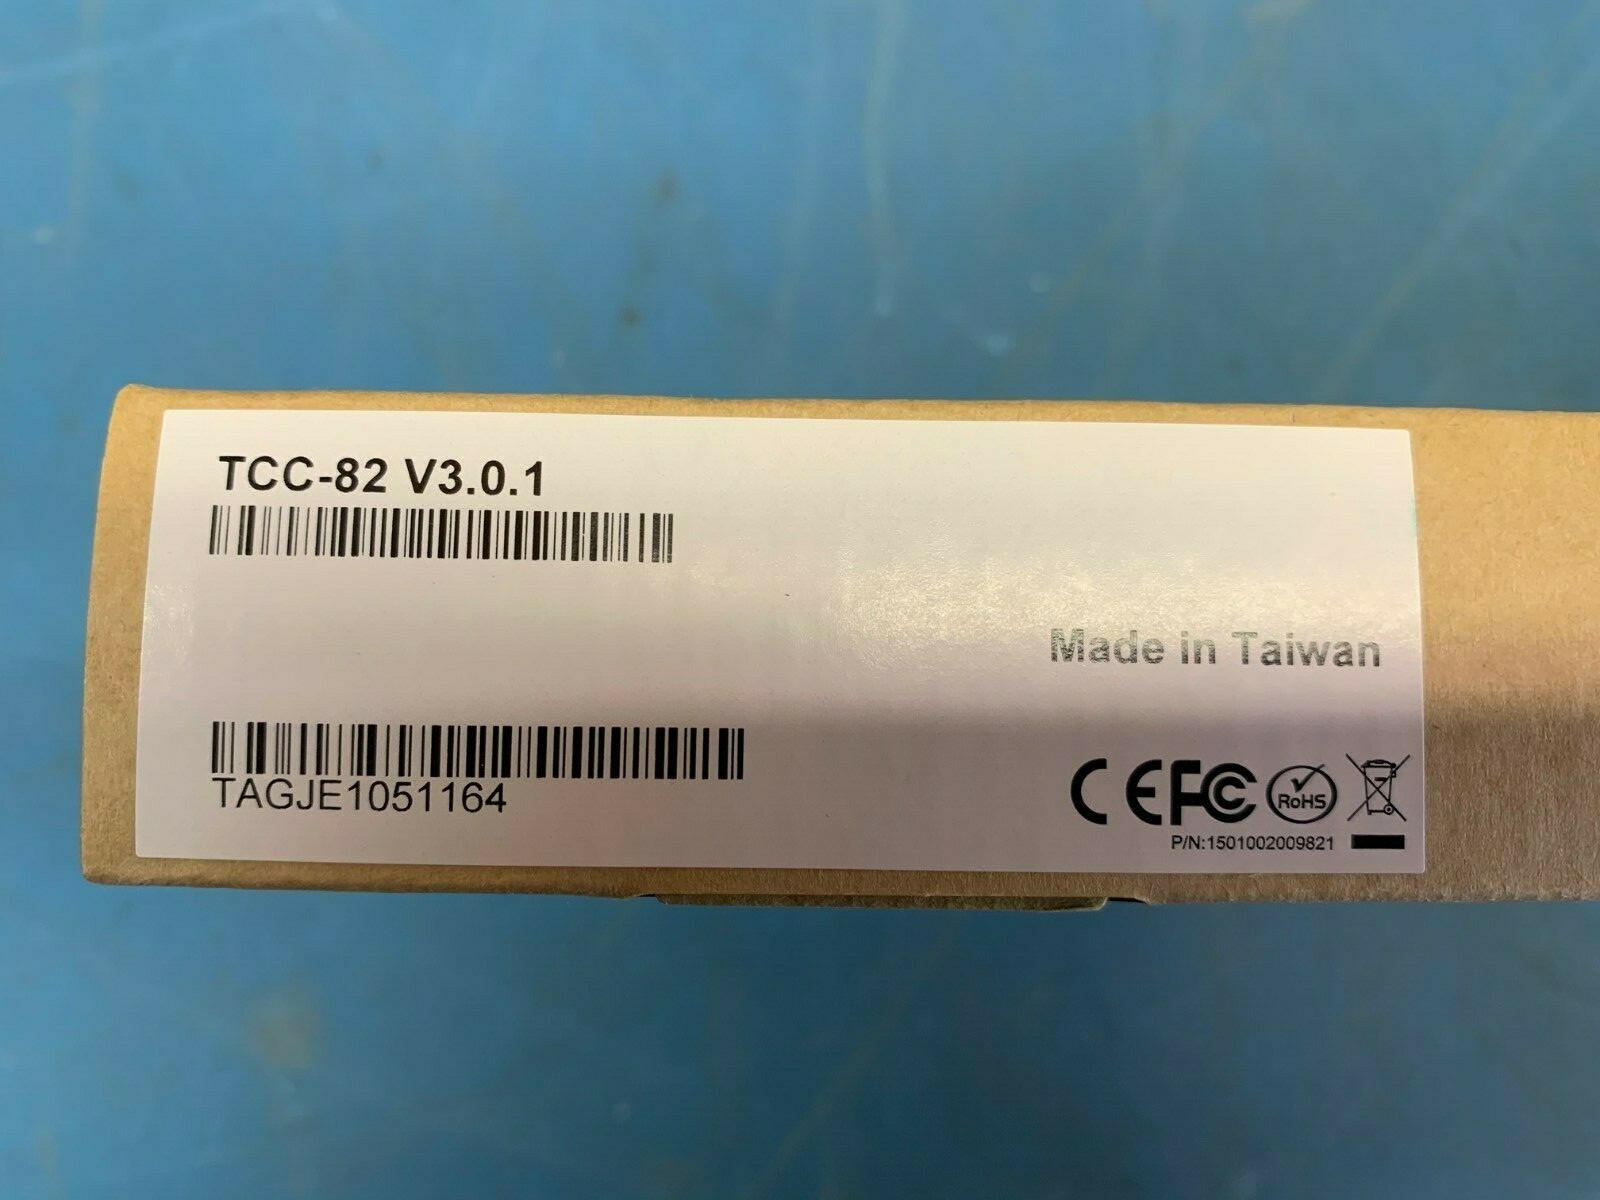 TCC-82 V3.0.1
Made in Taiwan
TAGJE1051164
CE FC RoHS
P/N:1501002009821